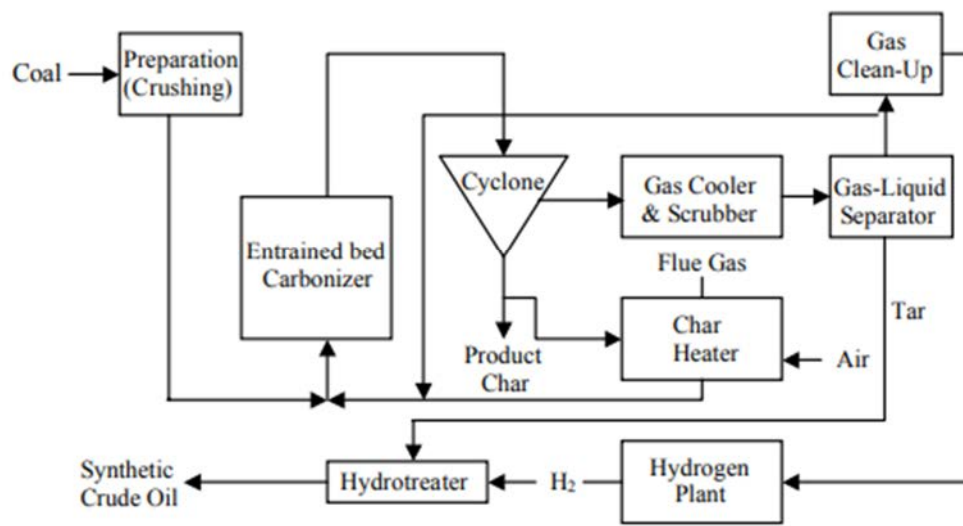 Coal
Preparation
(Crushing)
Gas
Clean-Up
Cyclone
Gas Cooler
& Scrubber
Gas-Liquid
Separator
Entrained bed
Carbonizer
Flue Gas
Tar
Char
Heater
Air
Product
Char
Synthetic
Crude Oil
Hydrotreater
H₂
Hydrogen
Plant